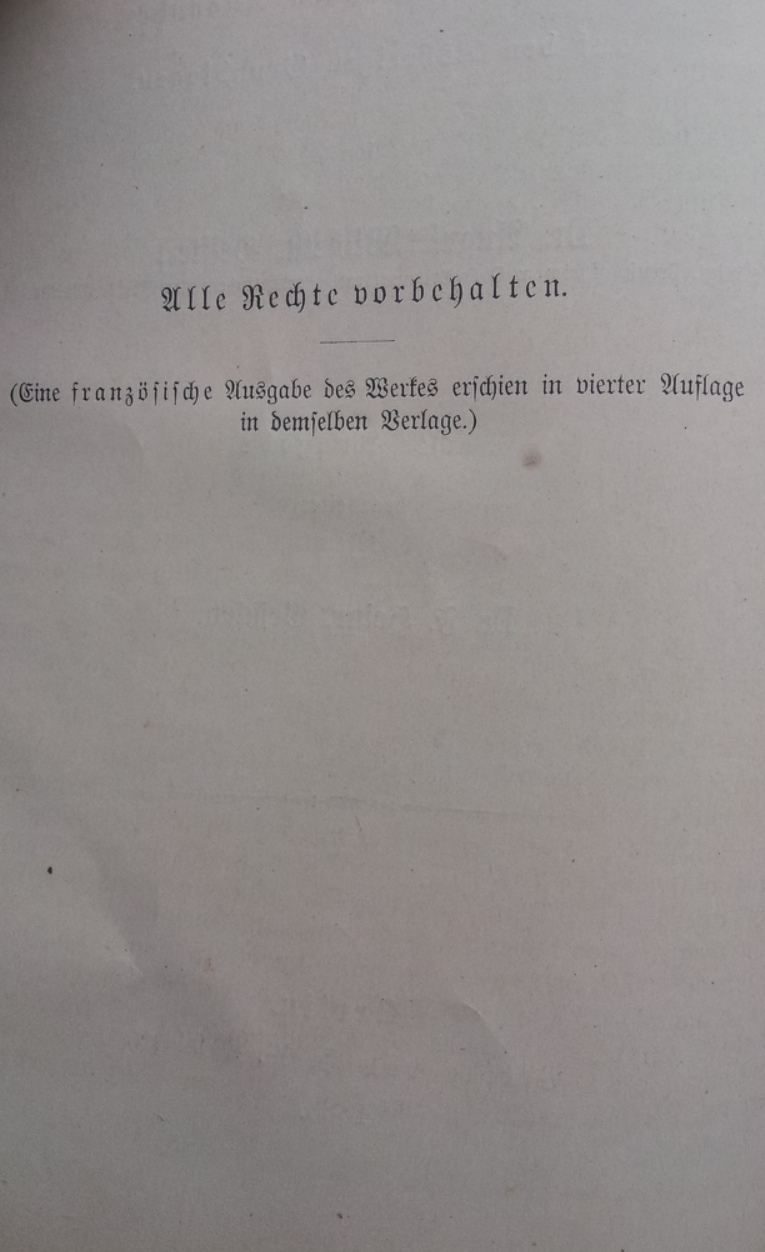 Alle Rechte vorbehalten.
(Eine französische Ausgabe des Werkes erschien in vierter Auflage
in demselben Verlage.)